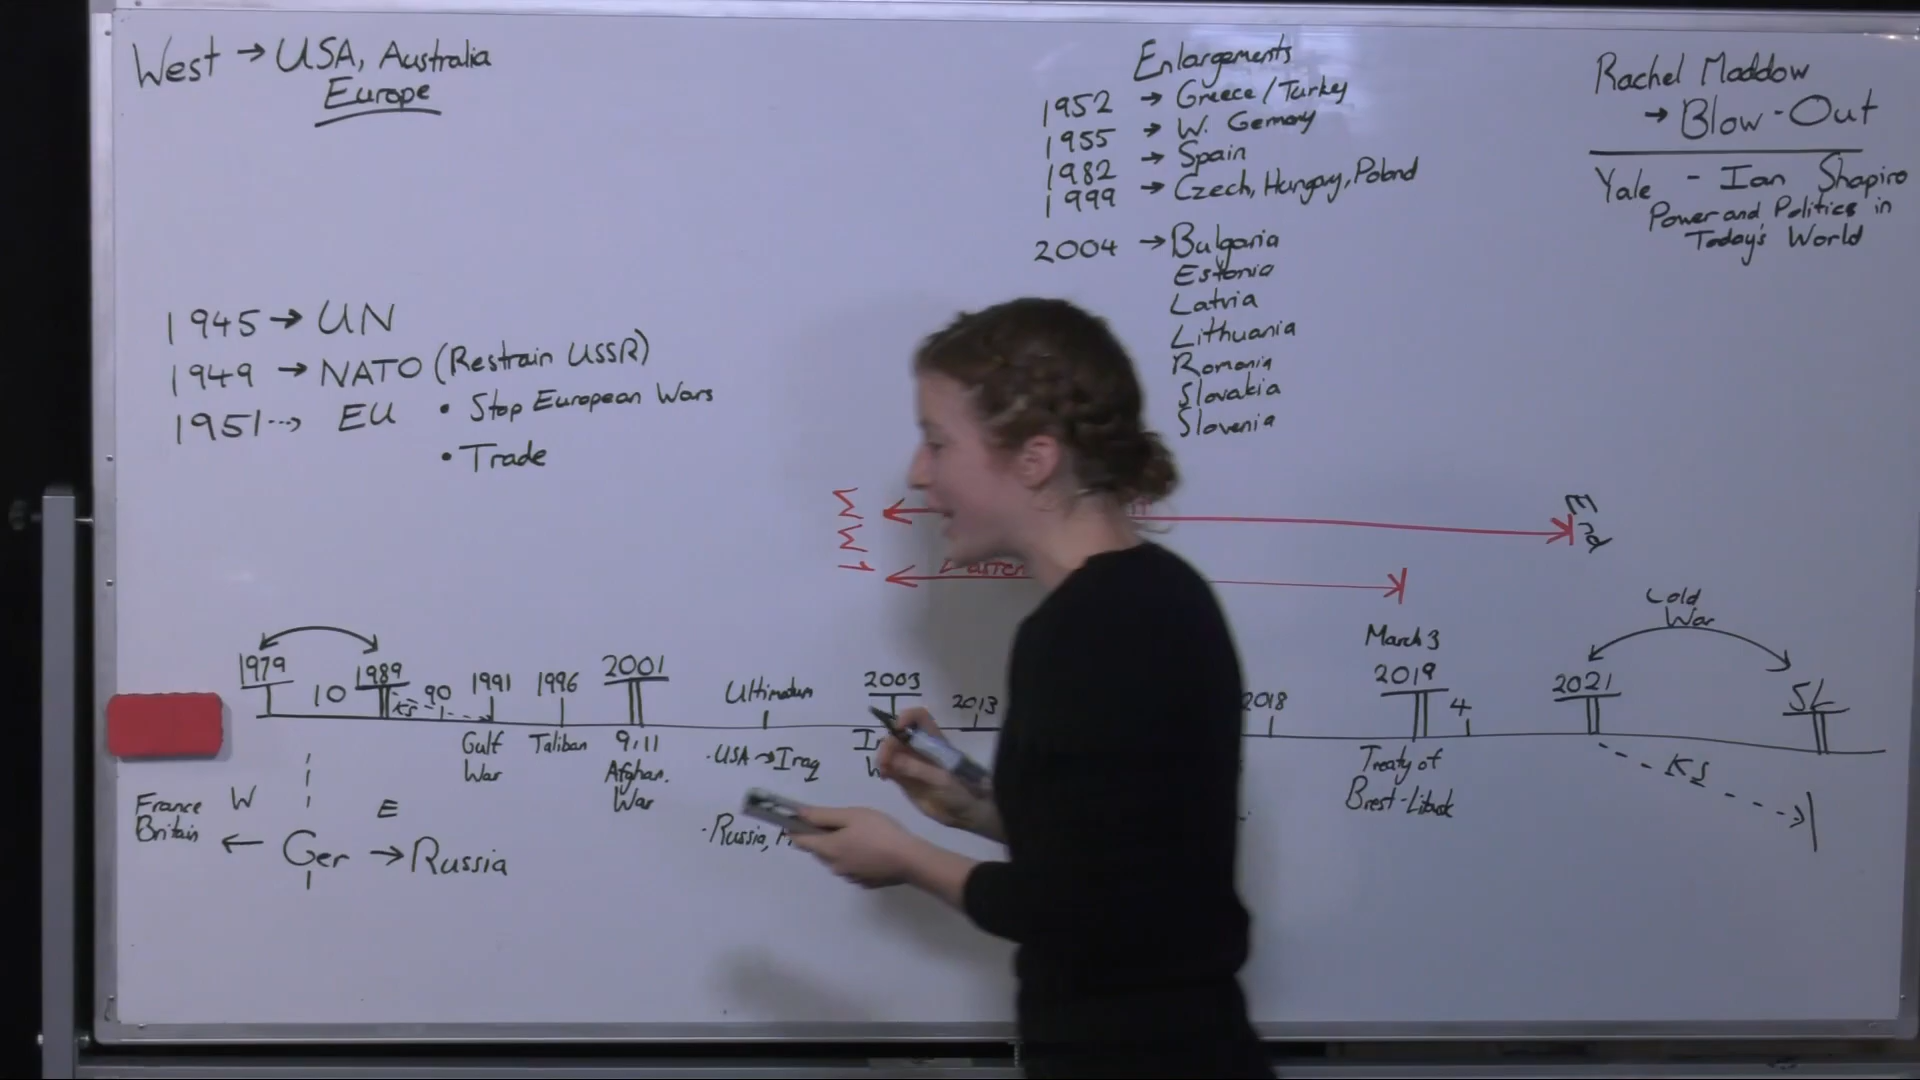 West → USA, Australia
Europe
1945 → UN
1949 → NATO (Restrain USSR)
1951 --> EU • Stop European Wars
• Trade
Enlargements
1952 → Greece / Turkey
1955 → W. Germany
1982 → Spain
1999 → Czech, Hungary, Poland
2004 → Bulgaria
Estonia
Latvia
Lithuania
Romania
Slovakia
Slovenia
Rachel Maddow
→ Blow-Out
Yale - Ian Shapiro
Power and Politics in
Today's World
End
Cold
War
March 3
1979
10
1989
KS
90
1991
1996
2001
Ultimatum
2003
2013
2018
2019
4
2021
SL
Gulf
War
Taliban
9.11
Afghan.
War
• USA → Iraq
• Russia,
Treaty of
Brest-Litovsk
KS
France
Britain
W
E
← Ger → Russia